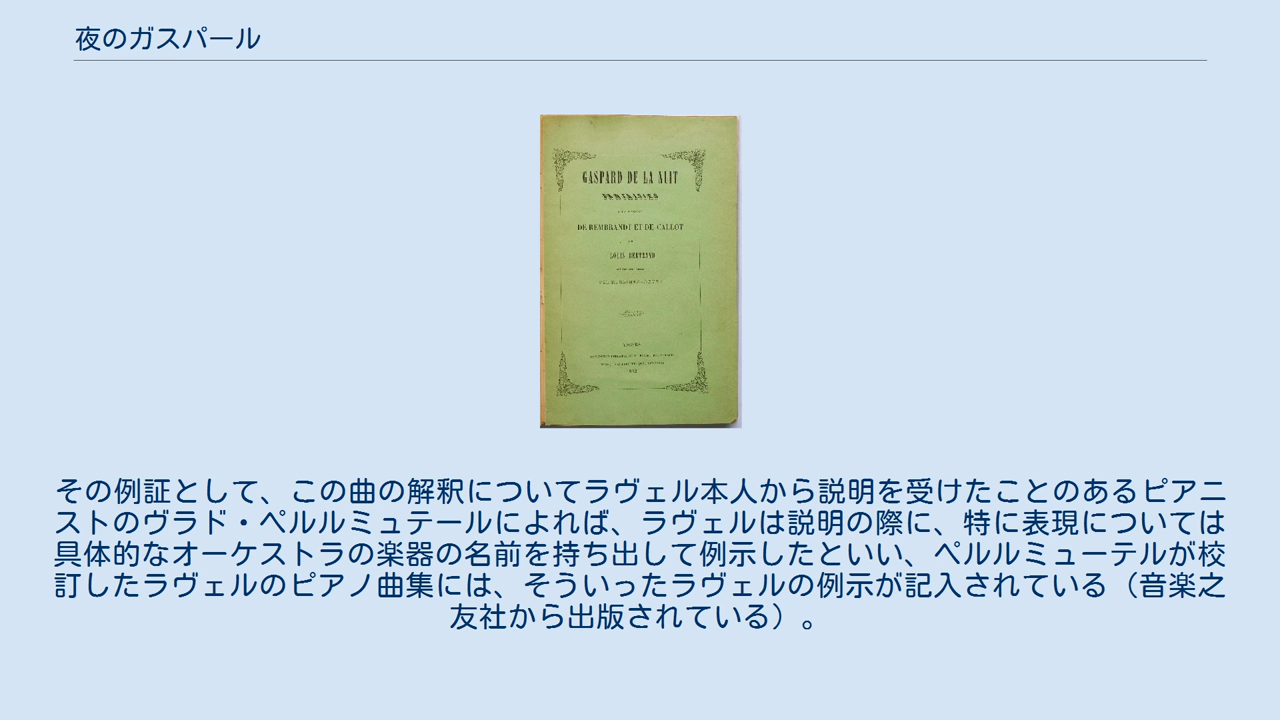 夜のガスパール
GASPARD DE LA NUIT
DE REMBRANDT ET DE CALLOT
LOUIS BERTRAND
その例証として、この曲の解釈についてラヴェル本人から説明を受けたことのあるピアニ
ストのヴラド・ペルルミュテールによれば、ラヴェルは説明の際に、特に表現については
具体的なオーケストラの楽器の名前を持ち出して例示したといい、ペルルミューテルが校
訂したラヴェルのピアノ曲集には、そういったラヴェルの例示が記入されている（音楽之
友社から出版されている）。